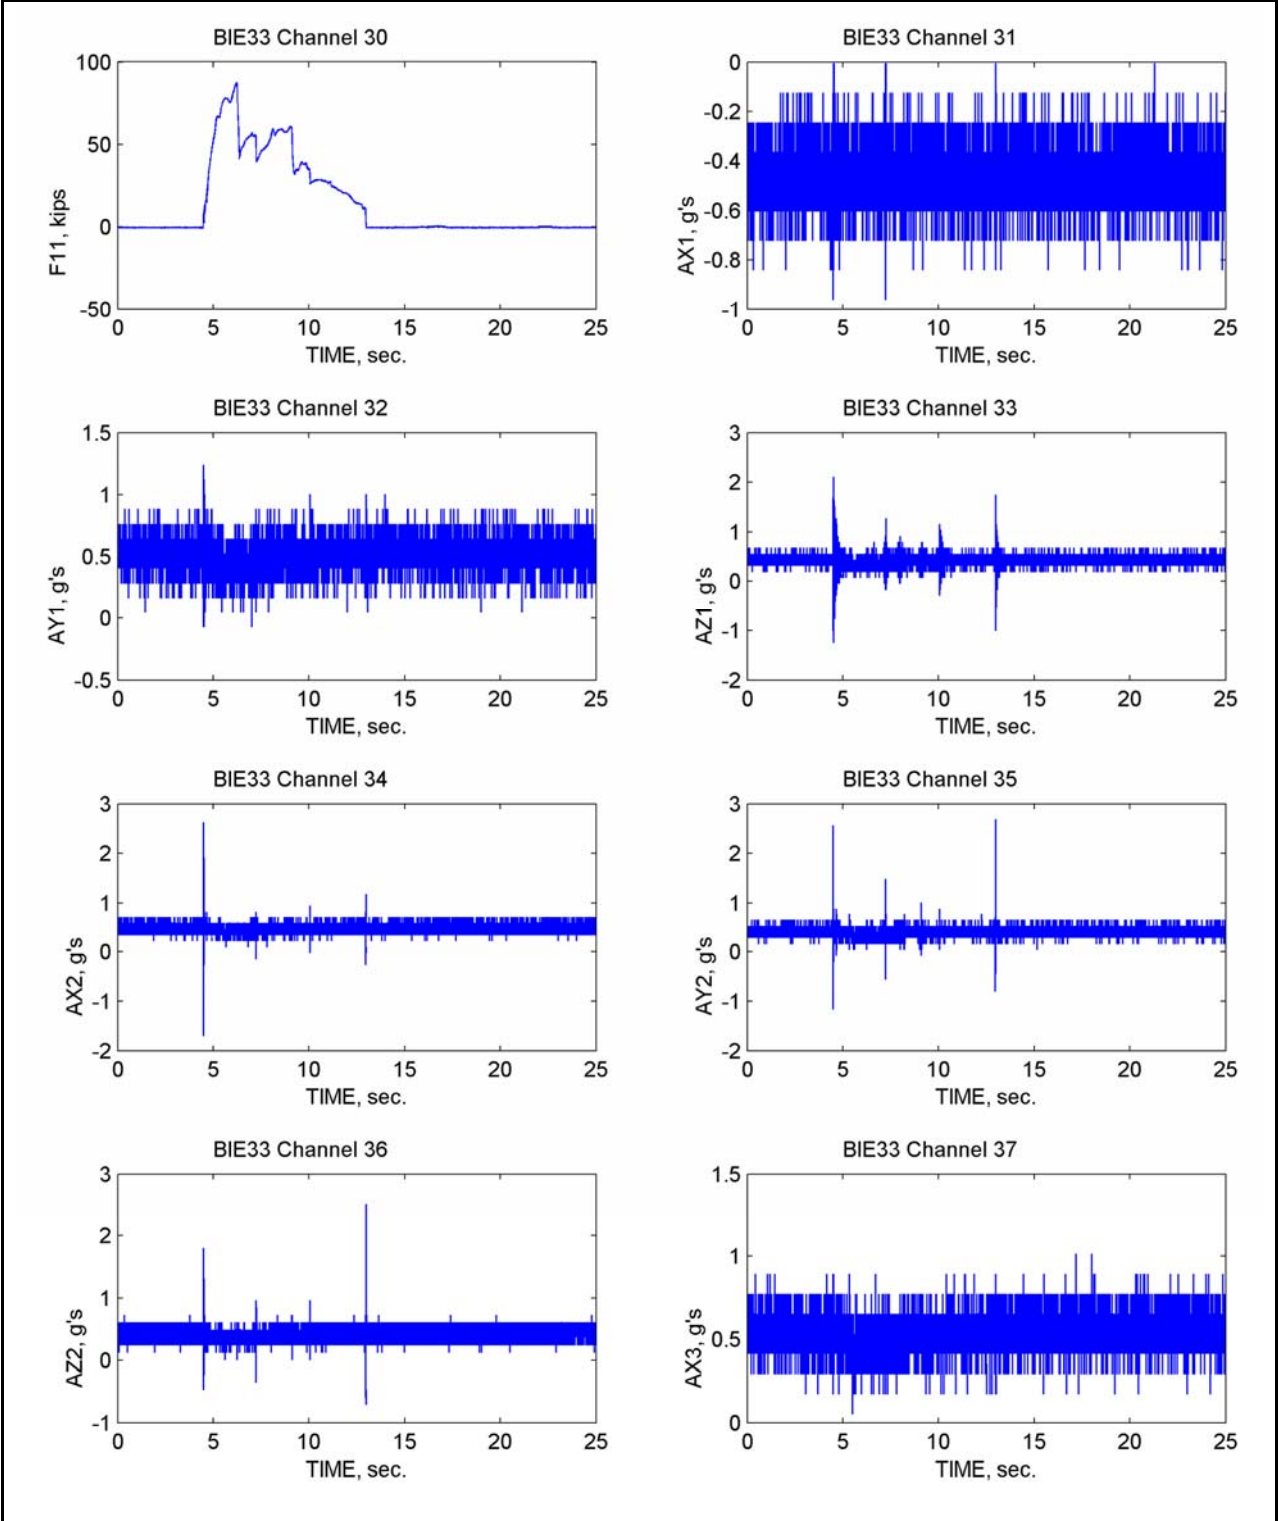 BIE33 Channel 30
100
50
0
-50
F11, kips
0 5 10 15 20 25
TIME, sec.
BIE33 Channel 31
0
-0.2
-0.4
-0.6
-0.8
-1
AX1, g's
0 5 10 15 20 25
TIME, sec.
BIE33 Channel 32
1.5
1
0.5
0
-0.5
AY1, g's
0 5 10 15 20 25
TIME, sec.
BIE33 Channel 33
3
2
1
0
-1
-2
AZ1, g's
0 5 10 15 20 25
TIME, sec.
BIE33 Channel 34
3
2
1
0
-1
-2
AX2, g's
0 5 10 15 20 25
TIME, sec.
BIE33 Channel 35
3
2
1
0
-1
-2
AY2, g's
0 5 10 15 20 25
TIME, sec.
BIE33 Channel 36
3
2
1
0
-1
AZ2, g's
0 5 10 15 20 25
TIME, sec.
BIE33 Channel 37
1.5
1
0.5
0
AX3, g's
0 5 10 15 20 25
TIME, sec.